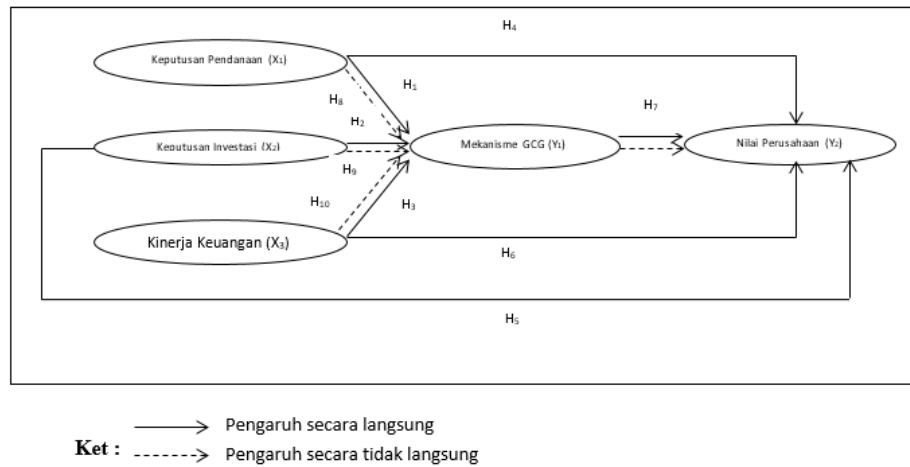 H₄
Keputusan Pendanaan (X₁)
H₁
H₈
H₂
H₇
Keputusan Investasi (X₂)
Mekanisme GCG (Y₁)
Nilai Perusahaan (Y₂)
H₉
H₁₀
H₃
Kinerja Keuangan (X₃)
H₆
H₅
Ket :
Pengaruh secara langsung
Pengaruh secara tidak langsung